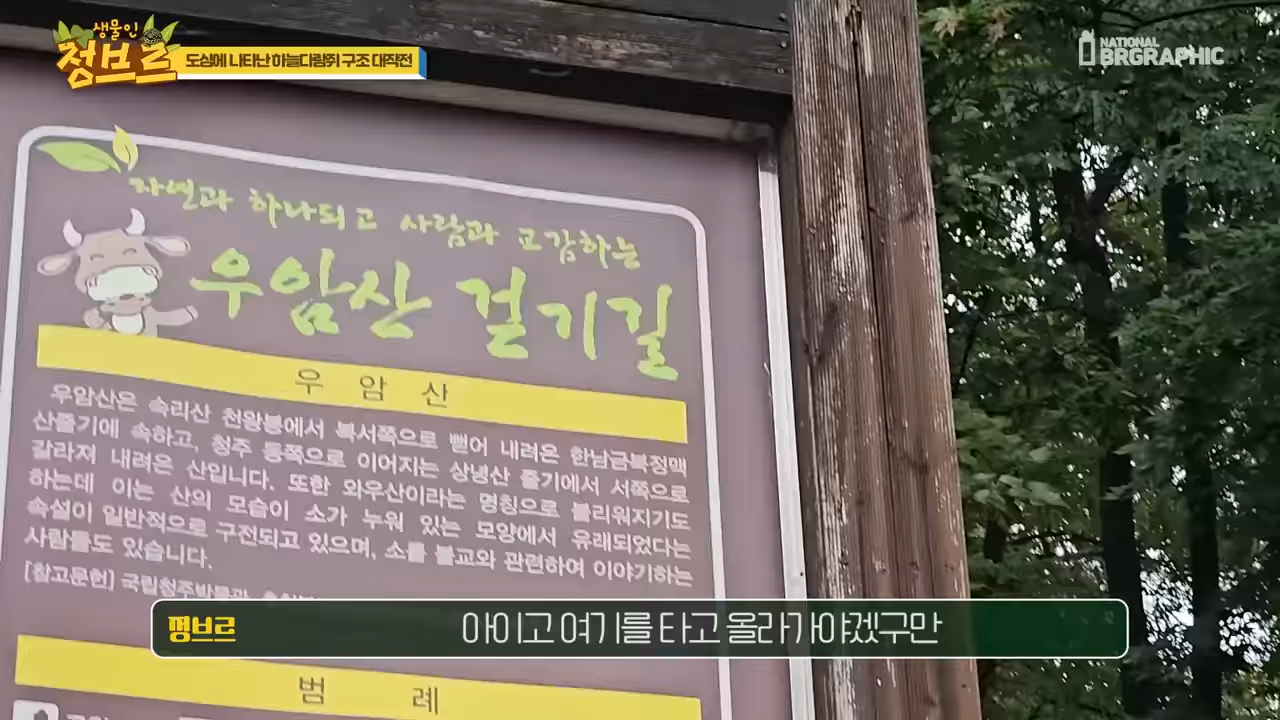 생물인
정브르
도심에 나타난 하늘다람쥐 구조 대작전
NATIONAL
BRGRAPHIC
자연과 하나되고 사람과 교감하는
우암산 걷기길
우 암 산
우암산은 속리산 천왕봉에서 북서쪽으로 뻗어 내려온 한남금북정맥
산줄기에 속하고, 청주 동쪽으로 이어지는 상녕산 줄기에서 서쪽으로
갈라져 내려온 산입니다. 또한 와우산이라는 명칭으로 불리워지기도
하는데 이는 산의 모습이 소가 누워 있는 모양에서 유래되었다는
속설이 일반적으로 구전되고 있으며, 소를 불교와 관련하여 이야기하는
사람들도 있습니다.
[참고문헌] 국립청주박물관
쩡브르
아이고 여기를 타고 올라가야겠구만
범 례